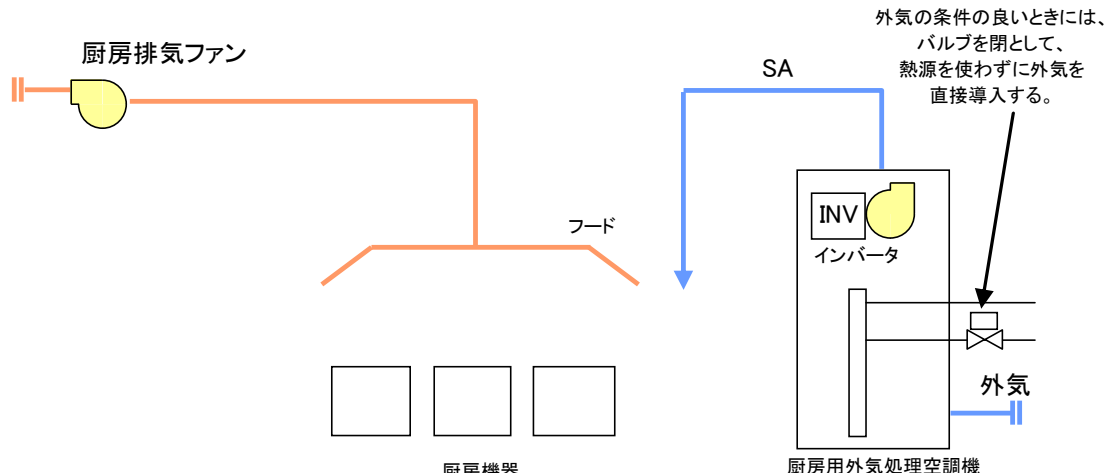 外気の条件の良いときには、
バルブを閉として、
熱源を使わずに外気を
直接導入する。
厨房排気ファン
SA
フード
INV
インバータ
外気
厨房機器
厨房用外気処理空調機